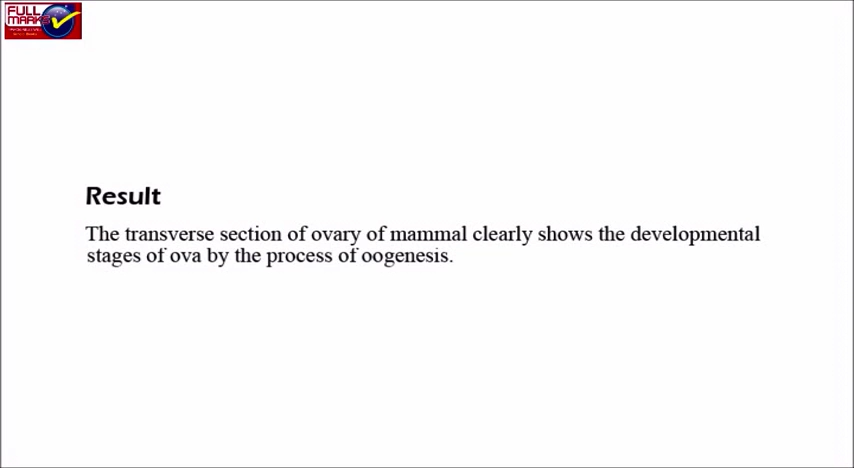 FULL
MARKS
Result
The transverse section of ovary of mammal clearly shows the developmental
stages of ova by the process of oogenesis.